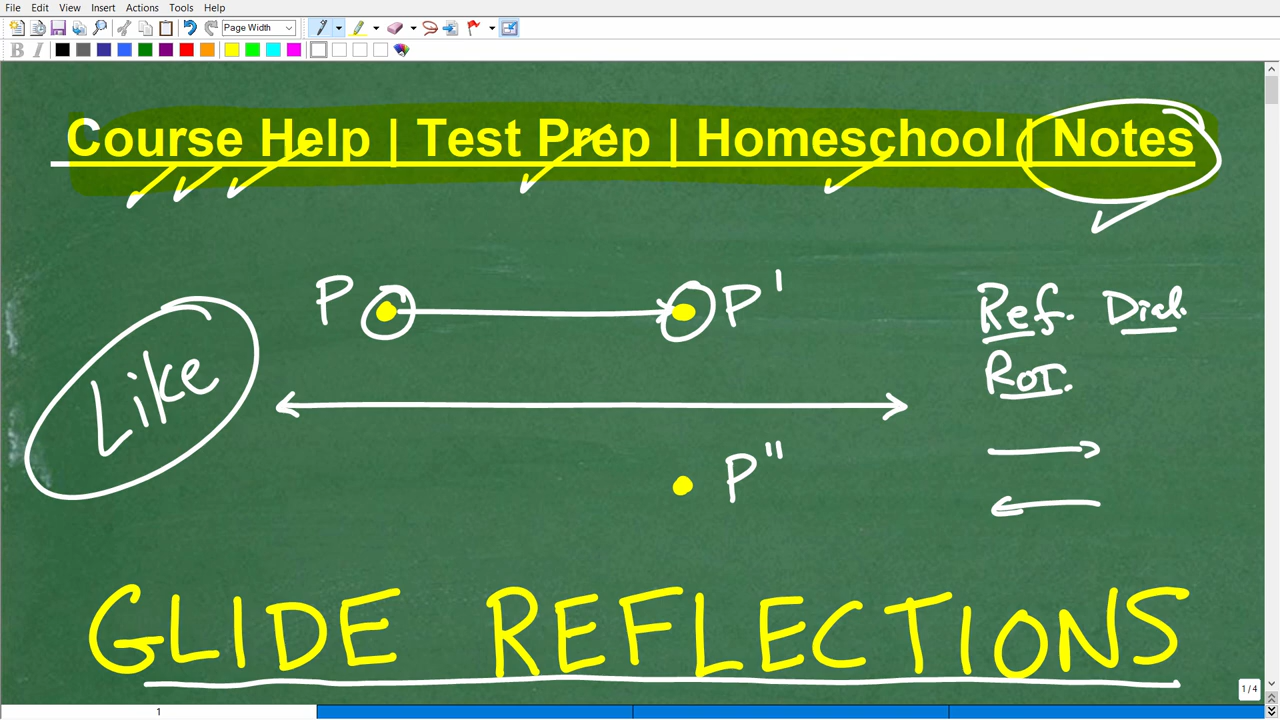 File Edit View Insert Actions Tools Help
Page Width
B I
Course Help | Test Prep | Homeschool | Notes
P P'
Ref. Dial.
Rot.
Like
P"
GLIDE REFLECTIONS
1 / 4
1